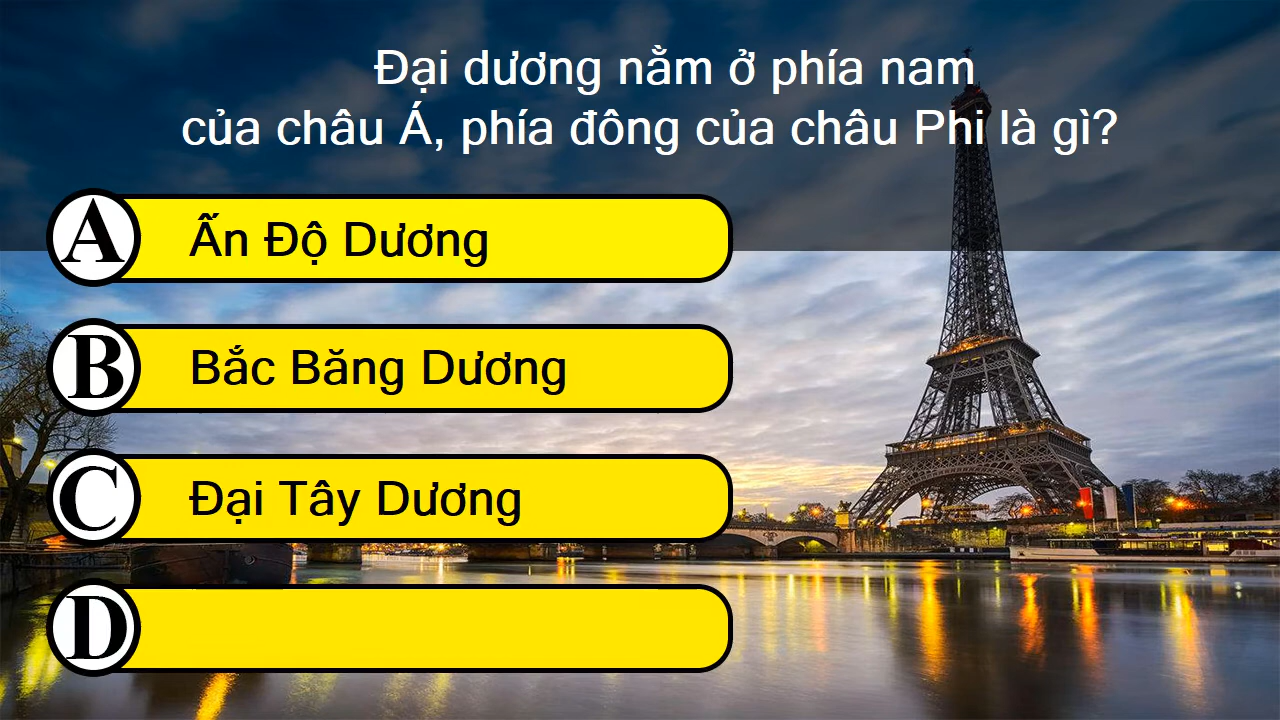 Đại dương nằm ở phía nam
của châu Á, phía đông của châu Phi là gì?
A Ấn Độ Dương
B Bắc Băng Dương
C Đại Tây Dương
D